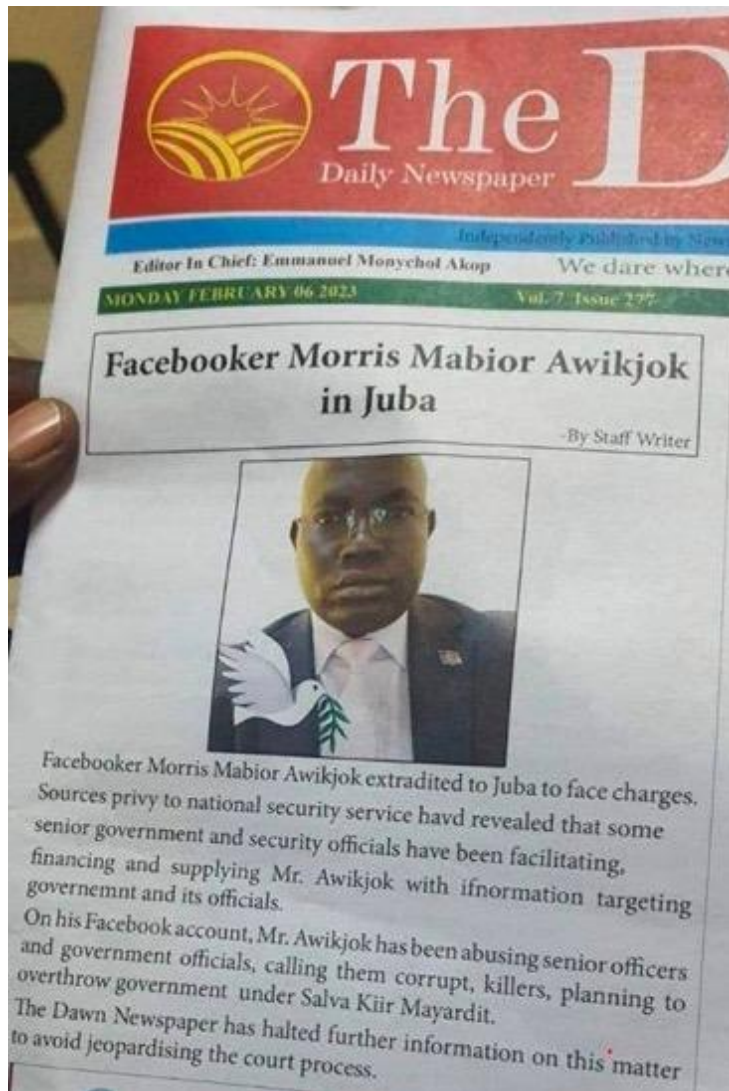 The D
Daily Newspaper
Independently Published by New
Editor In Chief: Emmanuel Monychol Akop
We dare where
MONDAY FEBRUARY 06 2023
Vol. 7 Issue 277
Facebooker Morris Mabior Awikjok
in Juba
-By Staff Writer
Facebooker Morris Mabior Awikjok extradited to Juba to face charges.
Sources privy to national security service havd revealed that some
senior government and security officials have been facilitating,
financing and supplying Mr. Awikjok with ifnormation targeting
governemnt and its officials.
On his Facebook account, Mr. Awikjok has been abusing senior officers
and government officials, calling them corrupt, killers, planning to
overthrow government under Salva Kiir Mayardit.
The Dawn Newspaper has halted further information on this matter
to avoid jeopardising the court process.